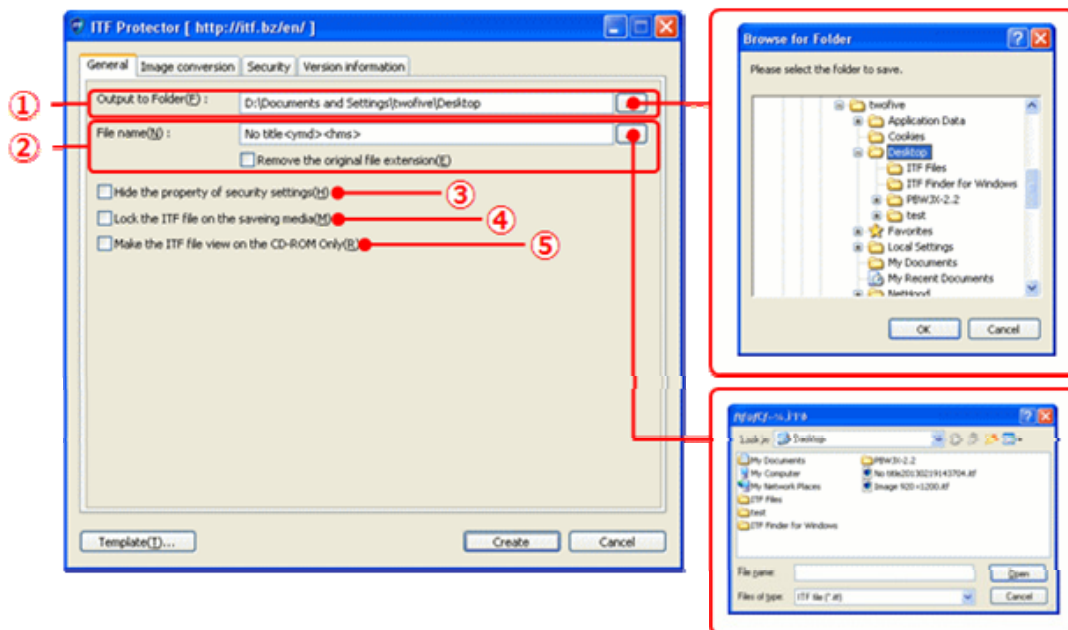 ITF Protector [ http://itf.bz/en/ ]
General Image conversion Security Version information
① Output to Folder(F) : D:\Documents and Settings\twofive\Desktop
② File name(N) : No title<ymd><hms>
Remove the original file extension(E)
Hide the property of security settings(H) ③
Lock the ITF file on the saveing media(M) ④
Make the ITF file view on the CD-ROM Only(R) ⑤
Template(T)... Create Cancel
Browse for Folder
Please select the folder to save.
twofive
Application Data
Cookies
Desktop
ITF Files
ITF Finder for Windows
PBWJX-2.2
test
Favorites
Local Settings
My Documents
My Recent Documents
NetHood
OK Cancel
Look in: Desktop
My Documents
My Computer
My Network Places
ITF Files
test
ITF Finder for Windows
PBWJX-2.2
No title20130219143704.itf
Image 920×1200.itf
File name: Open
Files of type: ITF file (*.itf) Cancel